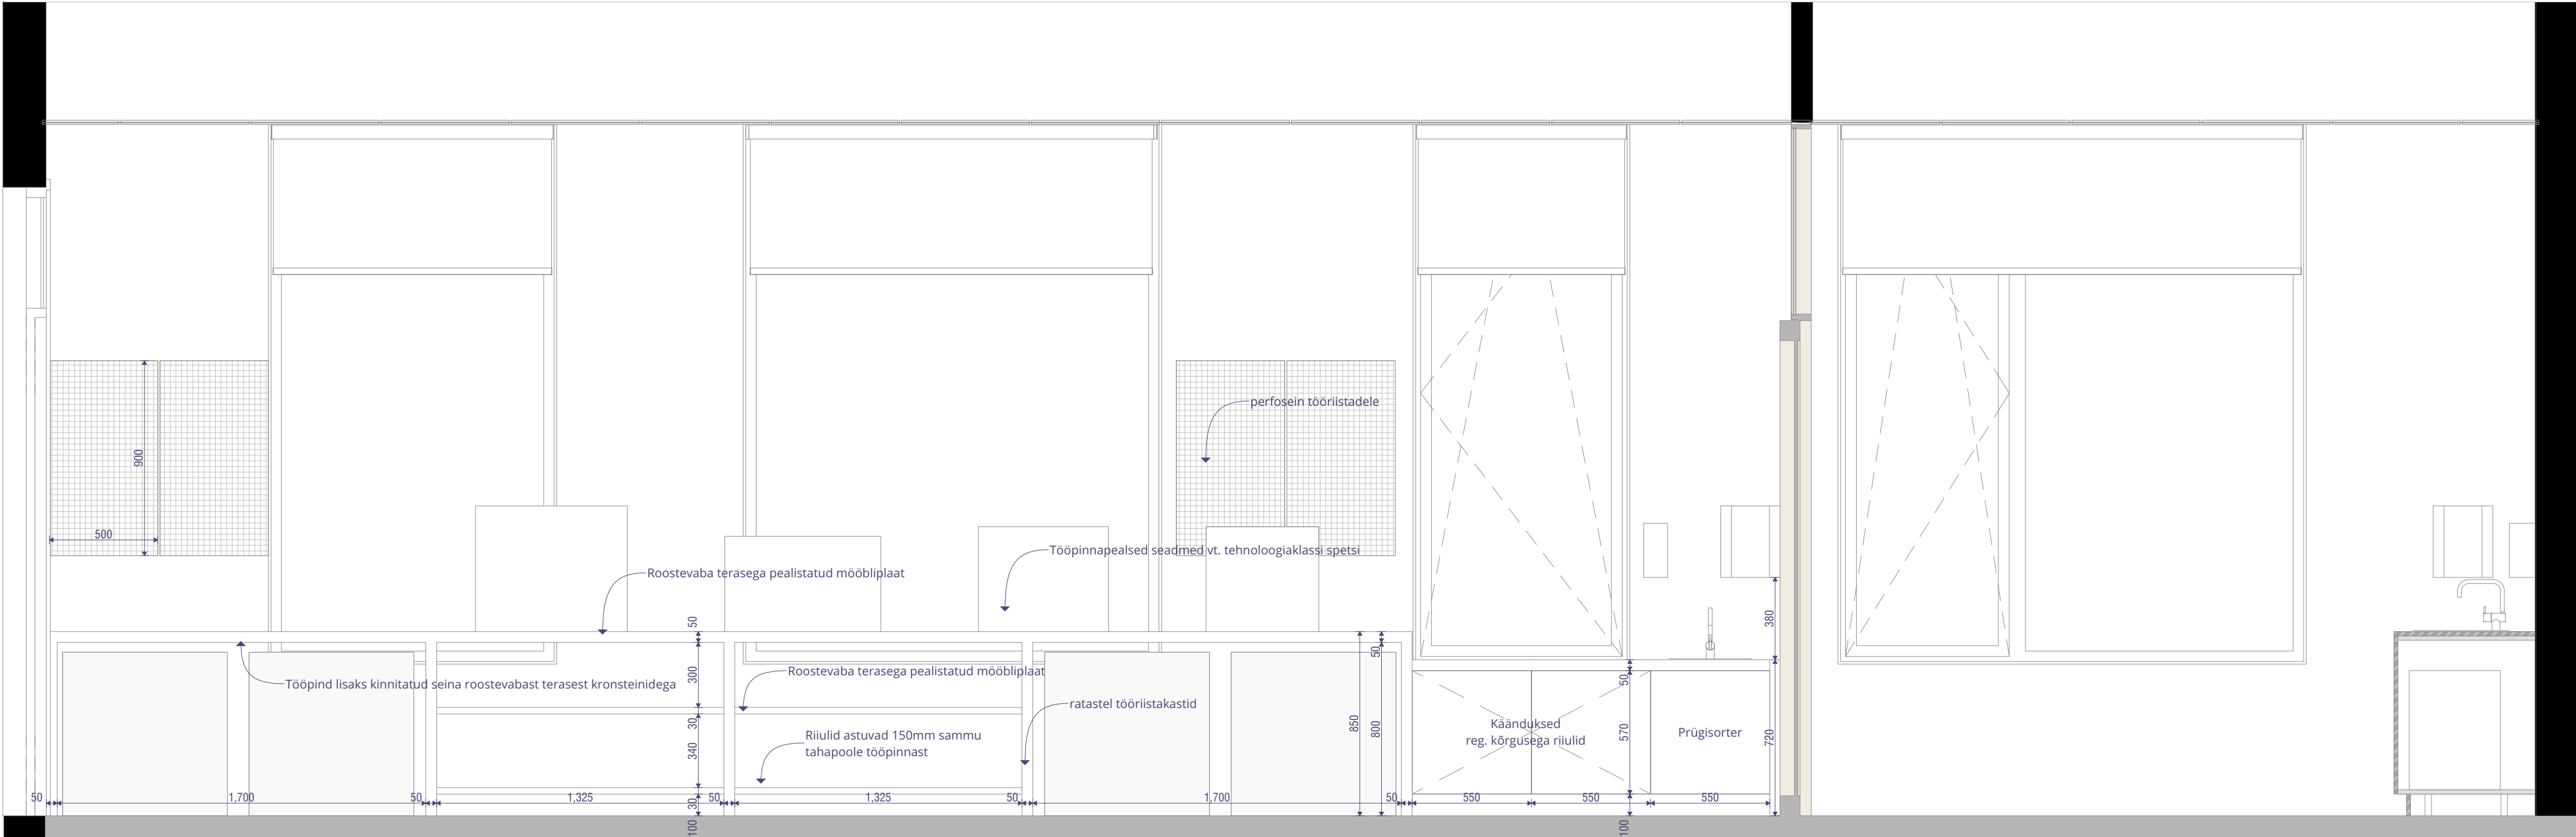 perfosein tööriistadele
900
500
Tööpinnapealsed seadmed vt. tehnoloogiaklassi spetsi
Roostevaba terasega pealistatud mööbliplaat
380
50
50
Roostevaba terasega pealistatud mööbliplaat
300
50
Tööpind lisaks kinnitatud seina roostevabast terasest kronsteinidega
ratastel tööriistakastid
30
850
800
Käänduksed
reg. kõrgusega riiulid
570
Prügisorter
720
Riiulid astuvad 150mm sammu
tahapoole tööpinnast
340
50
1,700
50
1,325
50
1,325
50
1,700
50
550
550
550
30
100
100